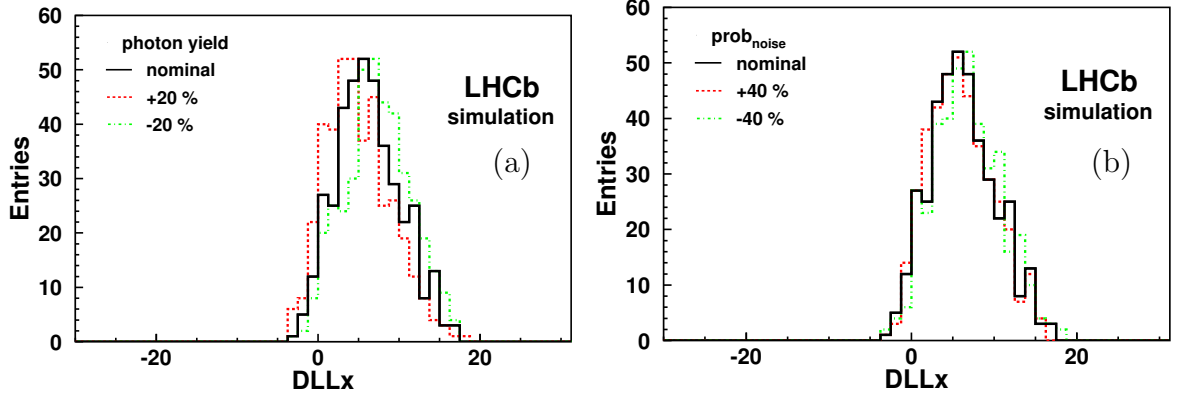 60
50
40
30
20
10
0
Entries
photon yield
nominal
+20 %
-20 %
LHCb
simulation
(a)
-20
0
20
DLLx
60
50
40
30
20
10
0
Entries
prob_noise
nominal
+40 %
-40 %
LHCb
simulation
(b)
-20
0
20
DLLx